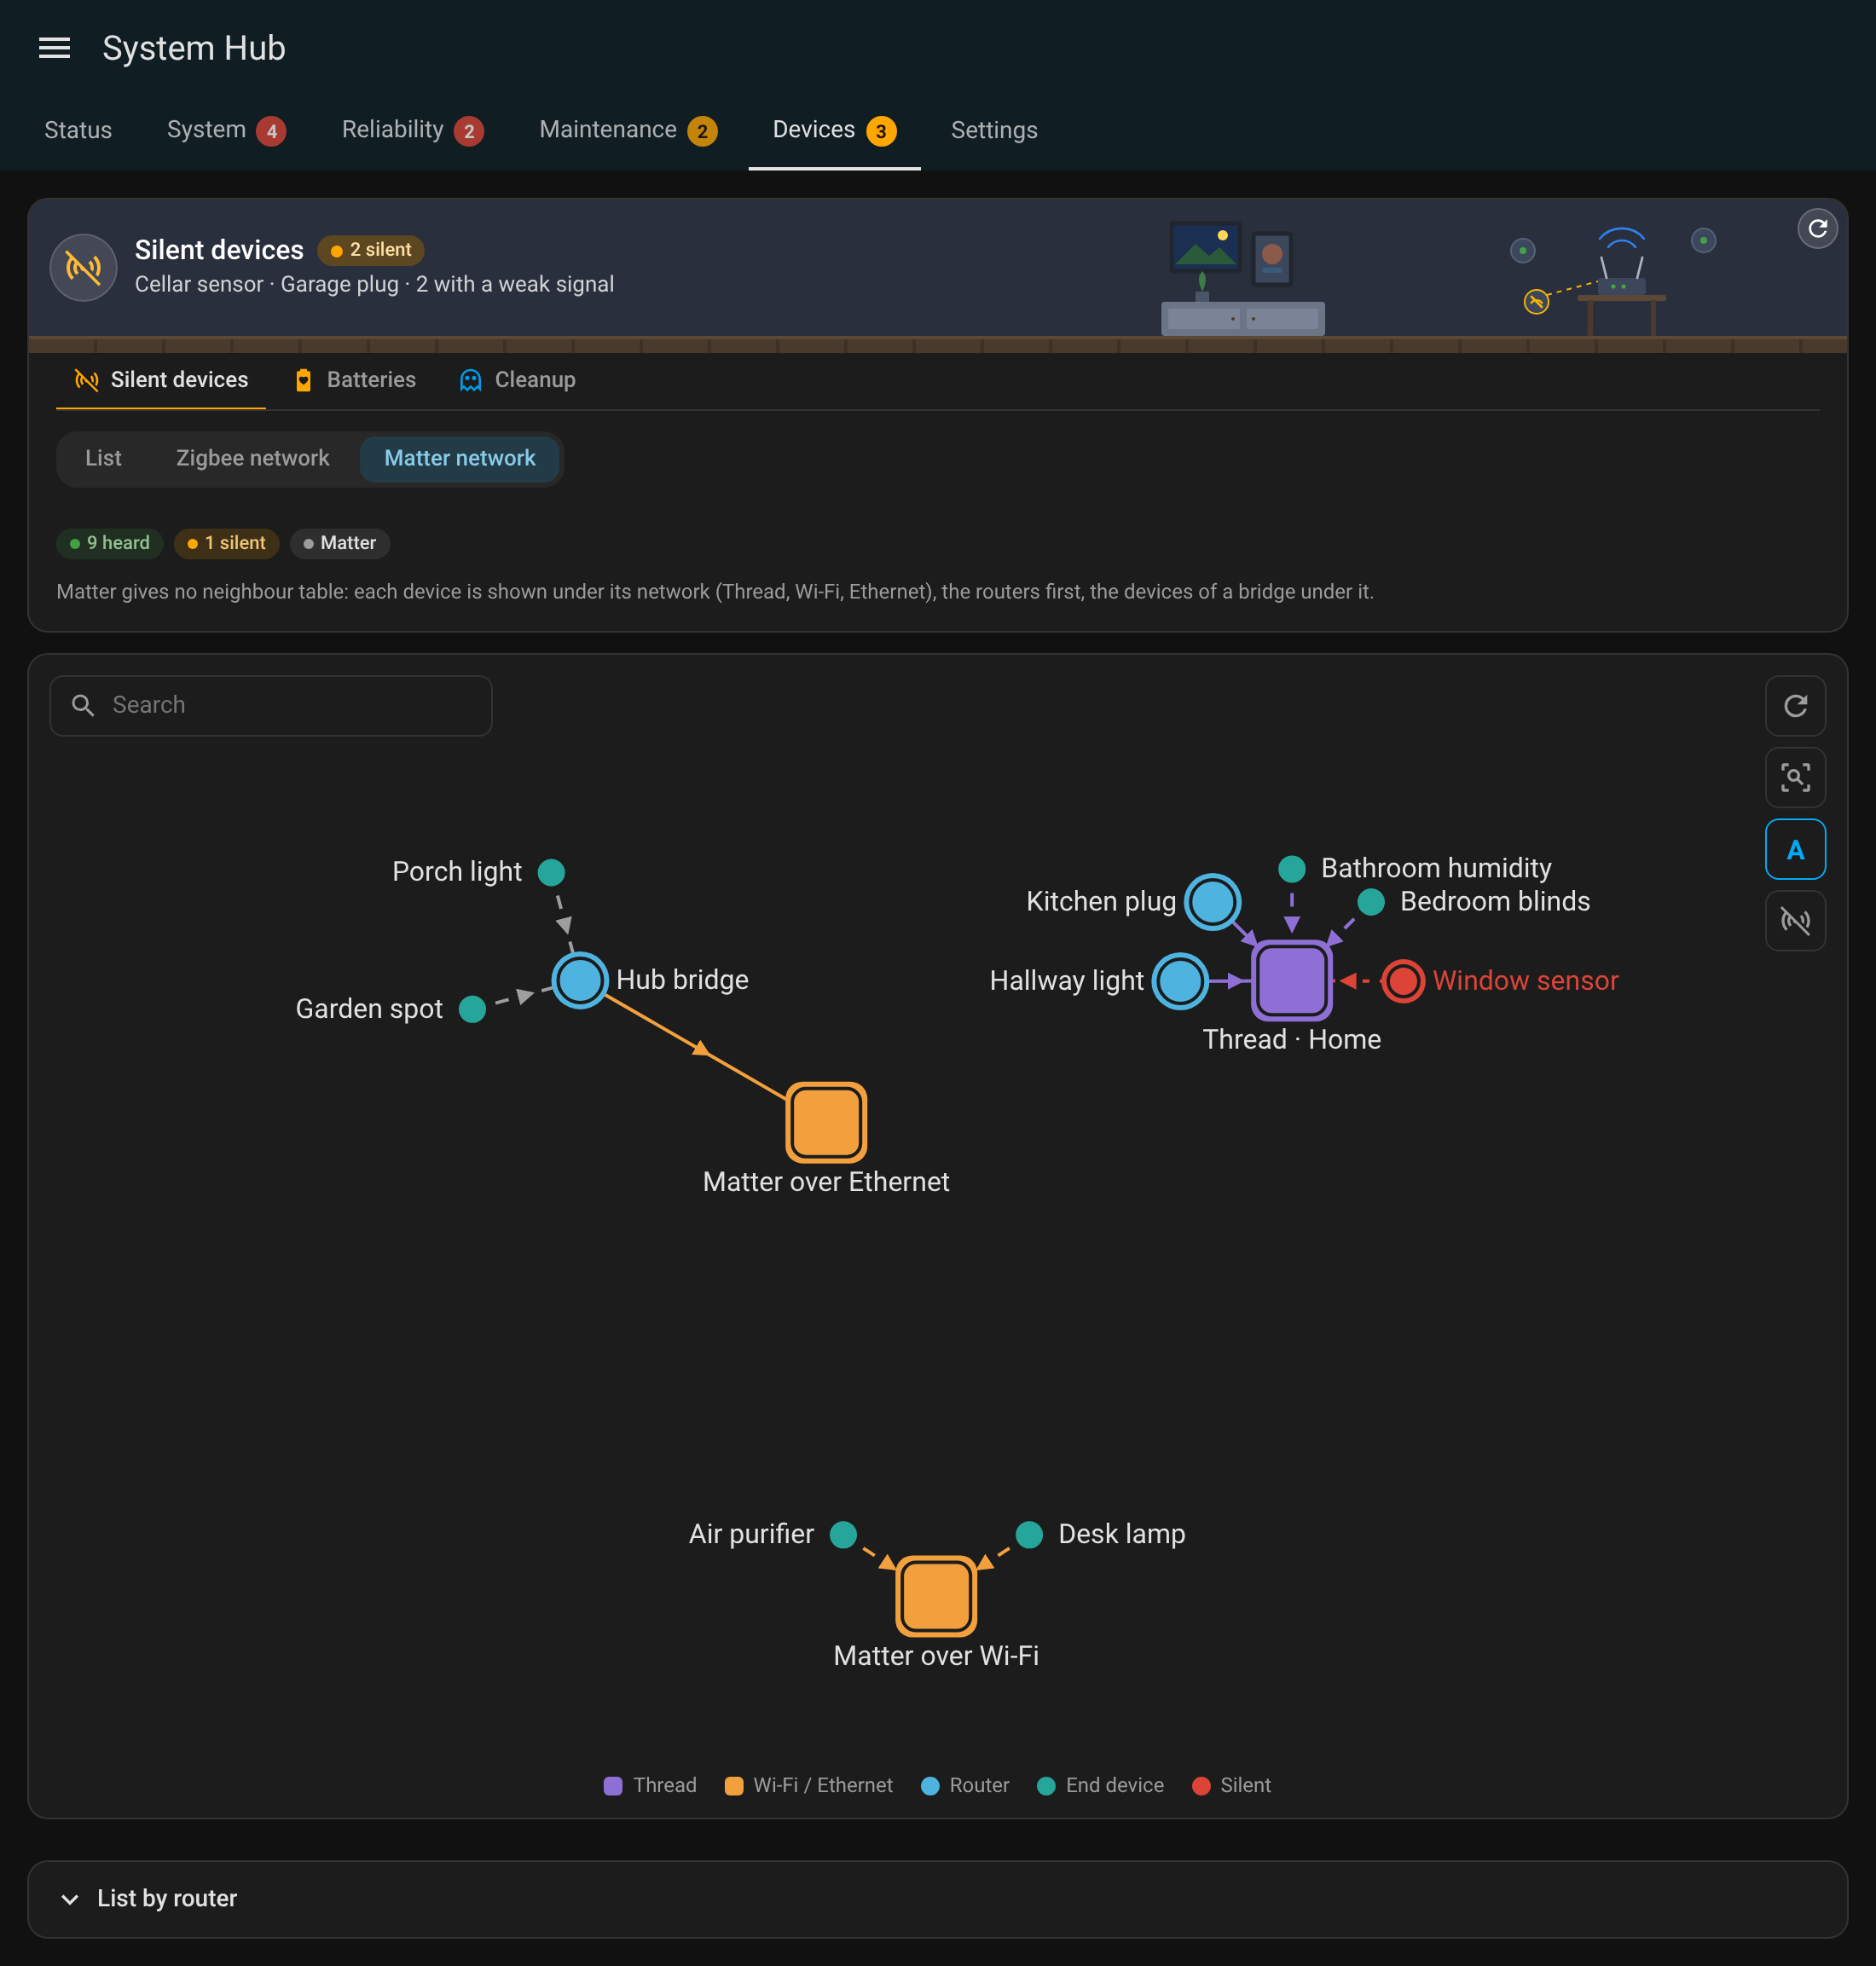 System Hub
Status
System 4
Reliability 2
Maintenance 2
Devices 3
Settings
Silent devices 2 silent
Cellar sensor · Garage plug · 2 with a weak signal
Silent devices
Batteries
Cleanup
List
Zigbee network
Matter network
9 heard
1 silent
Matter
Matter gives no neighbour table: each device is shown under its network (Thread, Wi-Fi, Ethernet), the routers first, the devices of a bridge under it.
Search
A
Porch light
Bathroom humidity
Kitchen plug
Bedroom blinds
Garden spot
Hub bridge
Hallway light
Window sensor
Thread · Home
Matter over Ethernet
Air purifier
Desk lamp
Matter over Wi-Fi
Thread
Wi-Fi / Ethernet
Router
End device
Silent
List by router